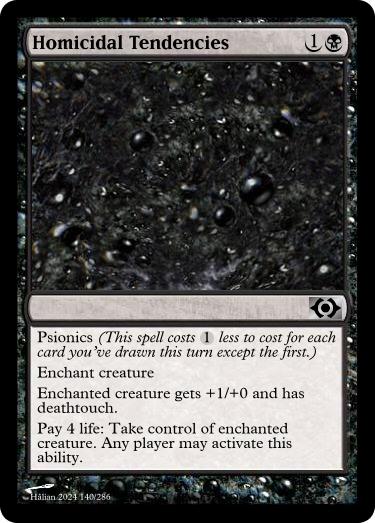 Homicidal Tendencies 1
Psionics (This spell costs 1 less to cost for each
card you've drawn this turn except the first.)
Enchant creature
Enchanted creature gets +1/+0 and has
deathtouch.
Pay 4 life: Take control of enchanted
creature. Any player may activate this
ability.
Hálian 2024 140/286